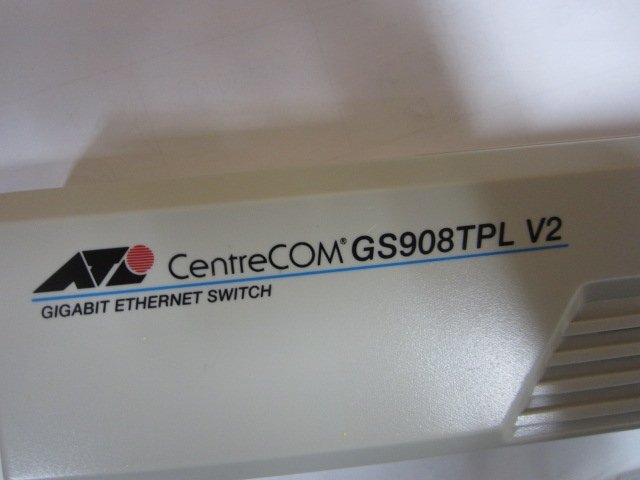 CentreCOM® GS908TPL V2
GIGABIT ETHERNET SWITCH